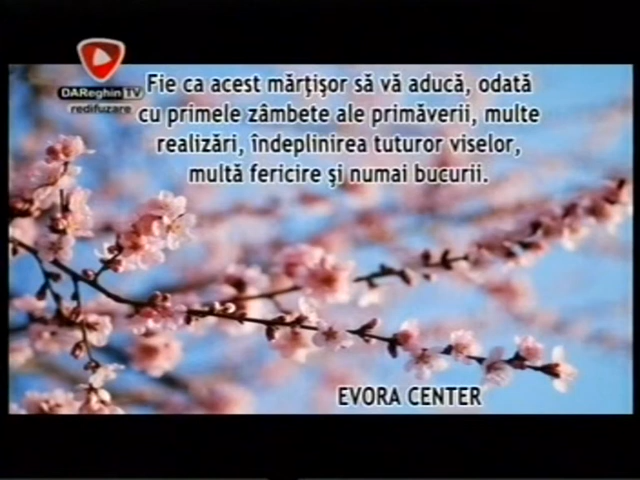 DAReghin TV
redifuzare
Fie ca acest mărţişor să vă aducă, odată
cu primele zâmbete ale primăverii, multe
realizări, îndeplinirea tuturor viselor,
multă fericire şi numai bucurii.
EVORA CENTER